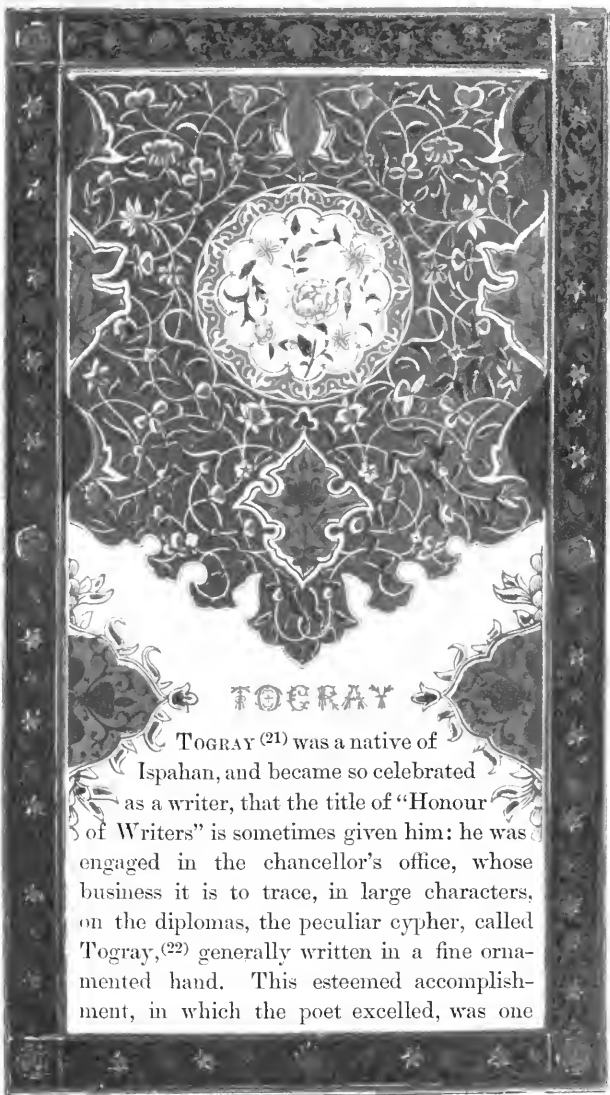 TOGRAY
TOGRAY (21) was a native of
Ispahan, and became so celebrated
as a writer, that the title of “Honour
of Writers” is sometimes given him: he was
engaged in the chancellor’s office, whose
business it is to trace, in large characters,
on the diplomas, the peculiar cypher, called
Togray,(22) generally written in a fine orna-
mented hand. This esteemed accomplish-
ment, in which the poet excelled, was one